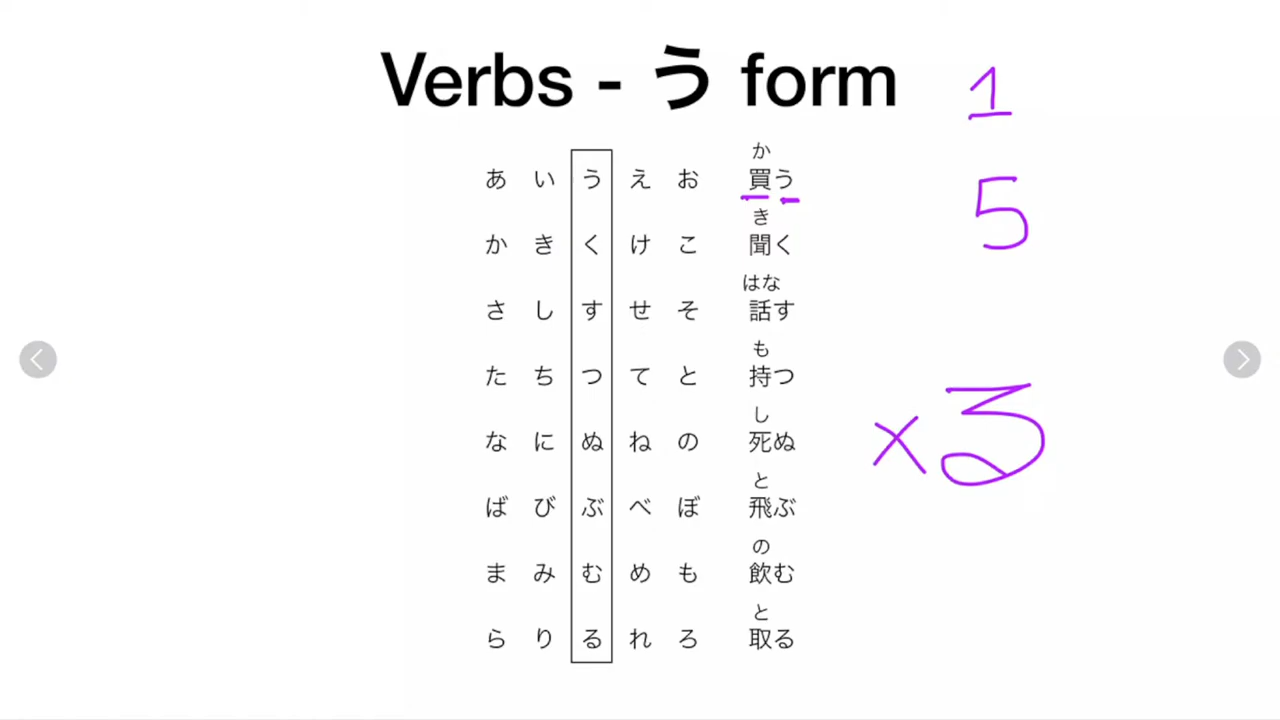 Verbs - う form
1
か
あ い う え お 買う
5
き
か き く け こ 聞く
はな
さ し す せ そ 話す
も
た ち つ て と 持つ
×3
し
な に ぬ ね の 死ぬ
と
ば び ぶ べ ぼ 飛ぶ
の
ま み む め も 飲む
と
ら り る れ ろ 取る